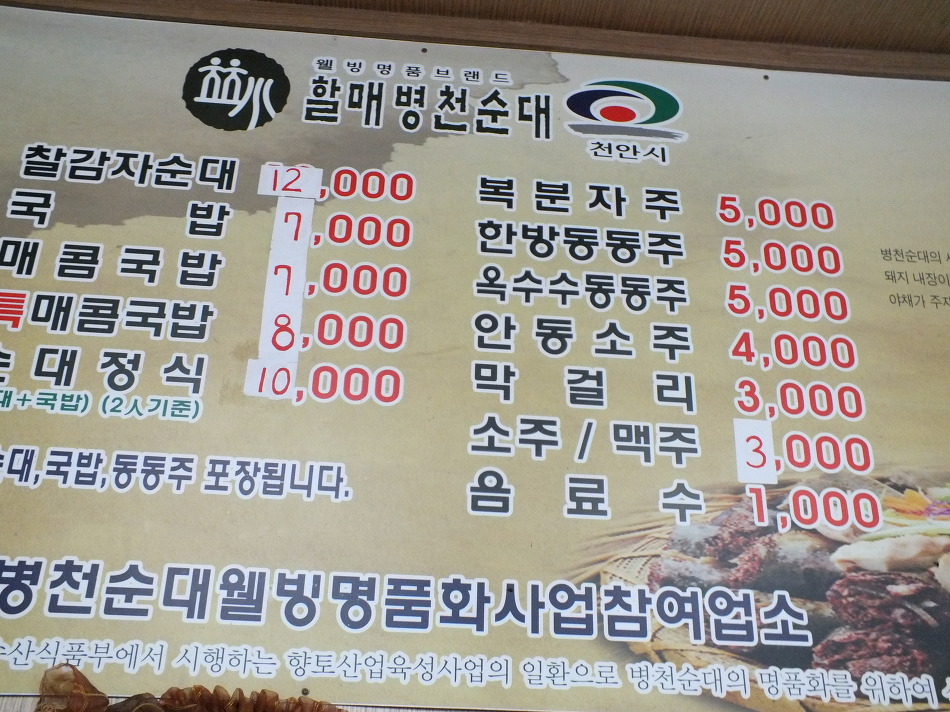 웰빙명품브랜드
할매병천순대
천안시
찰감자순대 12,000
국 밥 7,000
매콤국밥 7,000
특매콤국밥 8,000
순대정식 10,000
대+국밥) (2人기준)
순대,국밥,동동주 포장됩니다.
복분자주 5,000
한방동동주 5,000
옥수수동동주 5,000
안동소주 4,000
막걸리 3,000
소주/맥주 3,000
음료수 1,000
병천순대의
돼지 내장이
야채가 주재
병천순대웰빙명품화사업참여업소
수산식품부에서 시행하는 향토산업육성사업의 일환으로 병천순대의 명품화를 위하여